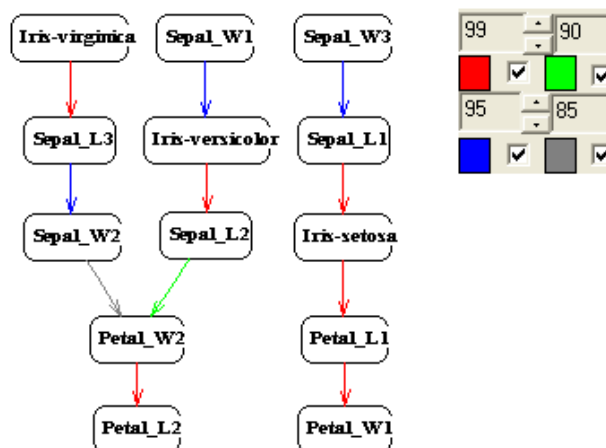 Iris-virginica Sepal_W1 Sepal_W3
Sepal_L3 Iris-versicolor Sepal_L1
Sepal_W2 Sepal_L2 Iris-setosa
Petal_W2 Petal_L1
Petal_L2 Petal_W1
99 90
95 85